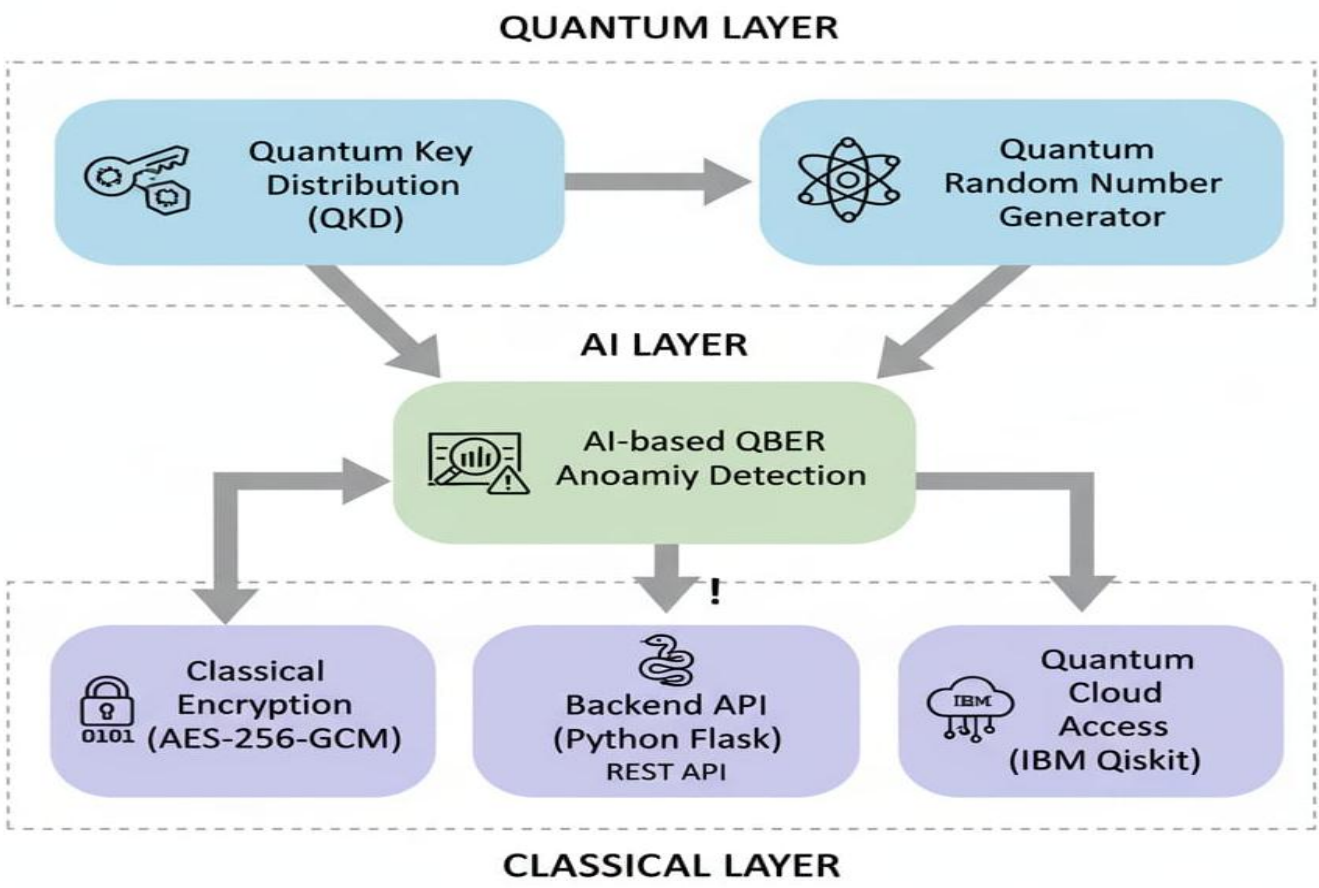 QUANTUM LAYER
Quantum Key
Distribution
(QKD)
Quantum
Random Number
Generator
AI LAYER
AI-based QBER
Anoamiy Detection
!
Classical
Encryption
(AES-256-GCM)
0101
Backend API
(Python Flask)
REST API
IBM
Quantum
Cloud
Access
(IBM Qiskit)
CLASSICAL LAYER